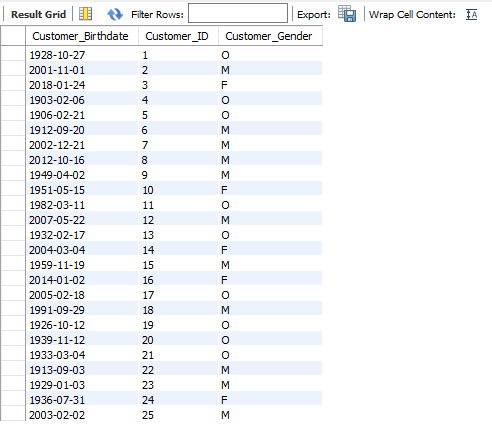 Result Grid Filter Rows: Export: Wrap Cell Content:
Customer_Birthdate Customer_ID Customer_Gender
1928-10-27 1 O
2001-11-01 2 M
2018-01-24 3 F
1903-02-06 4 O
1906-02-21 5 O
1912-09-20 6 M
2002-12-21 7 M
2012-10-16 8 M
1949-04-02 9 M
1951-05-15 10 F
1982-03-11 11 O
2007-05-22 12 M
1932-02-17 13 O
2004-03-04 14 F
1959-11-19 15 M
2014-01-02 16 F
2005-02-18 17 O
1991-09-29 18 M
1926-10-12 19 O
1939-11-12 20 O
1933-03-04 21 O
1913-09-03 22 M
1929-01-03 23 M
1936-07-31 24 F
2003-02-02 25 M